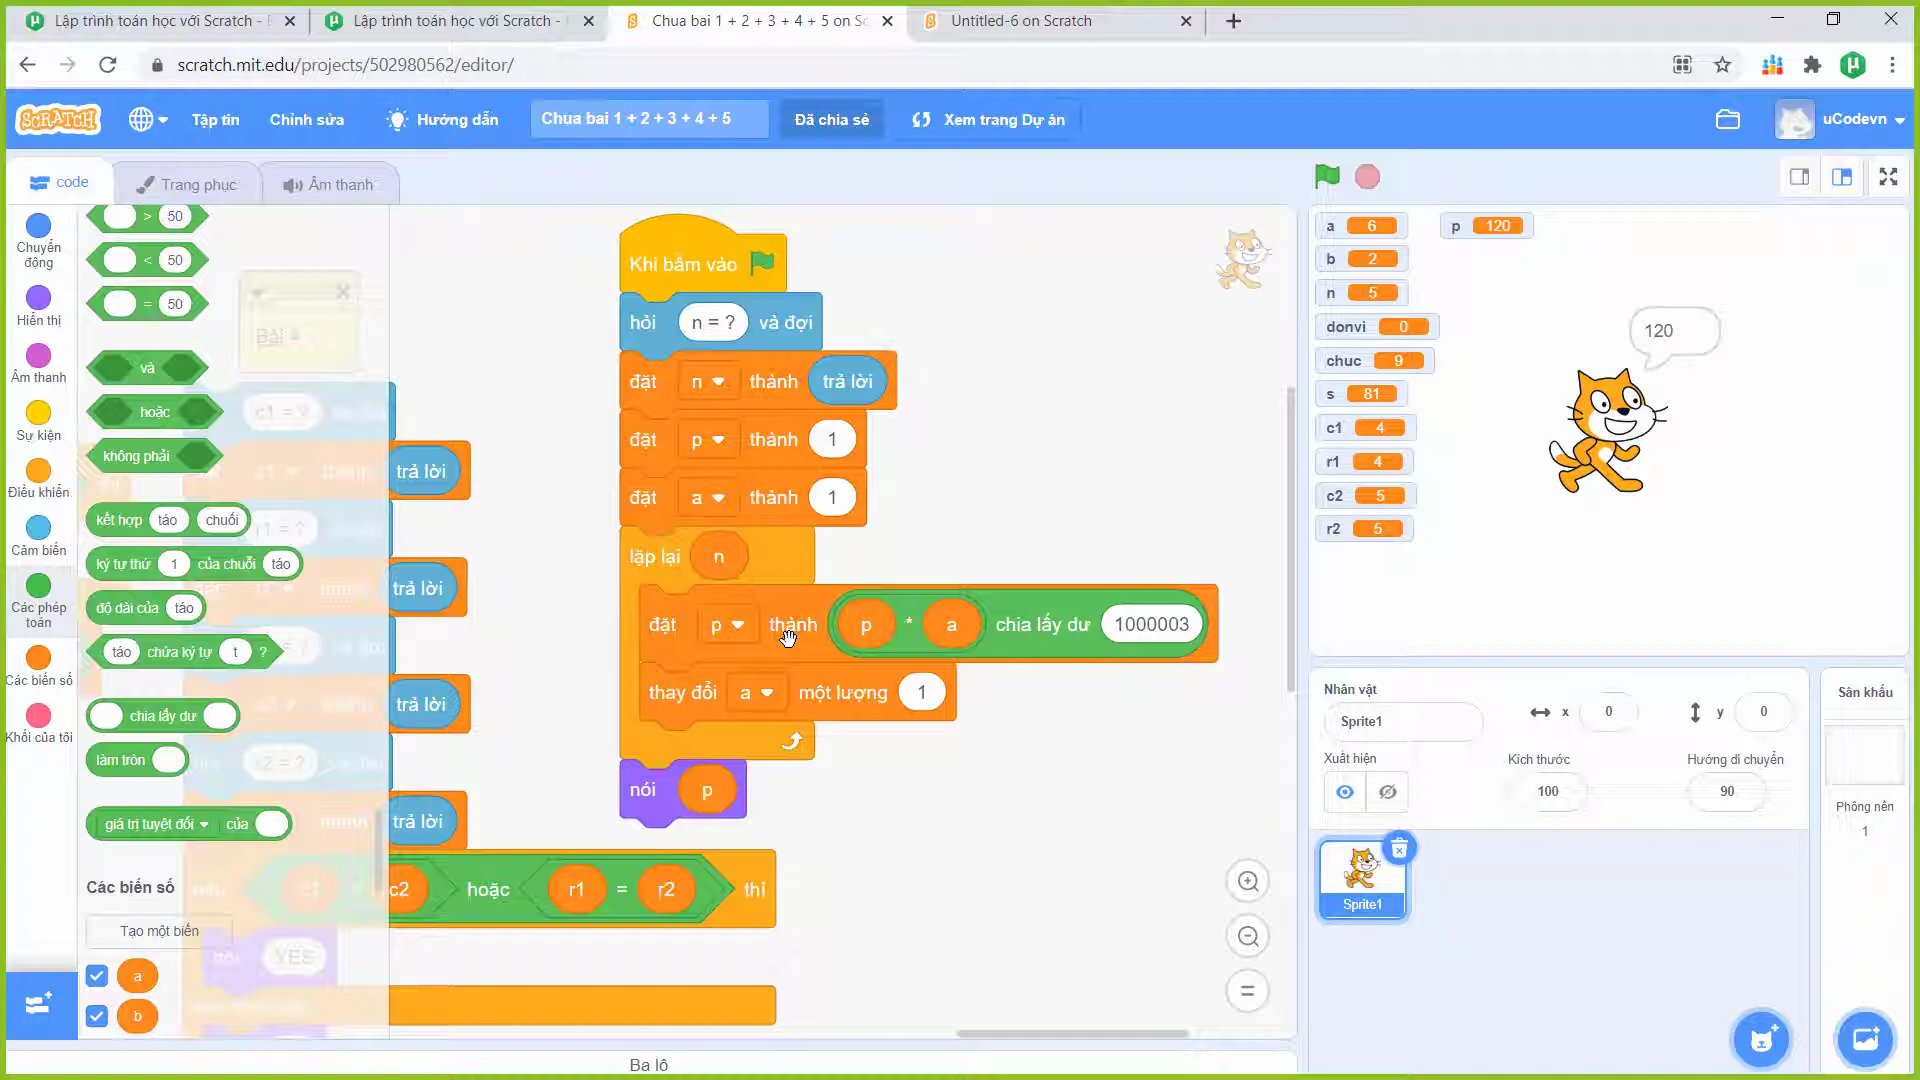 Lập trình toán học với Scratch -
Lập trình toán học với Scratch -
Chua bai 1 + 2 + 3 + 4 + 5 on Sc
Untitled-6 on Scratch
scratch.mit.edu/projects/502980562/editor/
SCRATCH
Tập tin
Chỉnh sửa
Hướng dẫn
Chua bai 1 + 2 + 3 + 4 + 5
Đã chia sẻ
Xem trang Dự án
uCodevn
code
Trang phục
Âm thanh
Chuyển động
Hiển thị
Âm thanh
Sự kiện
Điều khiển
Cảm biến
Các phép toán
Các biến số
Khối của tôi
> 50
< 50
= 50
và
hoặc
không phải
kết hợp táo chuối
ký tự thứ 1 của chuỗi táo
độ dài của táo
táo chứa ký tự t ?
chia lấy dư
làm tròn
giá trị tuyệt đối của
Các biến số
Tạo một biến
a
b
c1 = ?
r1 = ?
r2 = ?
YES
trả lời
trả lời
trả lời
trả lời
c2 hoặc r1 = r2 thì
Khi bấm vào
hỏi n = ? và đợi
đặt n thành trả lời
đặt p thành 1
đặt a thành 1
lặp lại n
đặt p thành p * a chia lấy dư 1000003
thay đổi a một lượng 1
nói p
Ba lô
a 6
p 120
b 2
n 5
donvi 0
chuc 9
s 81
c1 4
r1 4
c2 5
r2 5
120
Nhân vật
Sprite1
x 0
y 0
Xuất hiện
Kích thước
100
Hướng di chuyển
90
Sprite1
Sân khấu
Phông nền
1